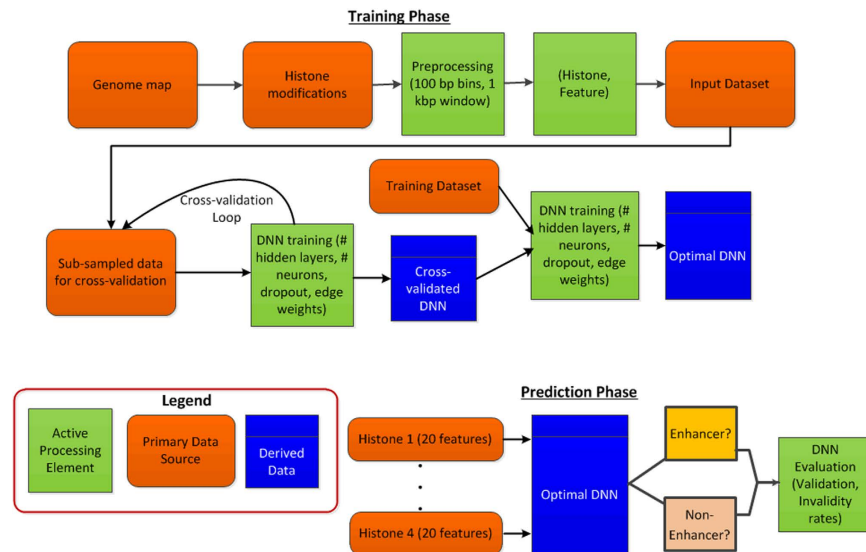 Training Phase
Genome map
Histone
modifications
Preprocessing
(100 bp bins, 1
kbp window)
(Histone,
Feature)
Input Dataset
Cross-validation
Loop
Training Dataset
Sub-sampled data
for cross-validation
DNN training (#
hidden layers, #
neurons,
dropout, edge
weights)
Cross-
validated
DNN
DNN training (#
hidden layers, #
neurons,
dropout, edge
weights)
Optimal DNN
Legend
Active
Processing
Element
Primary Data
Source
Derived
Data
Prediction Phase
Histone 1 (20 features)
Histone 4 (20 features)
Optimal DNN
Enhancer?
Non-
Enhancer?
DNN
Evaluation
(Validation,
Invalidity
rates)